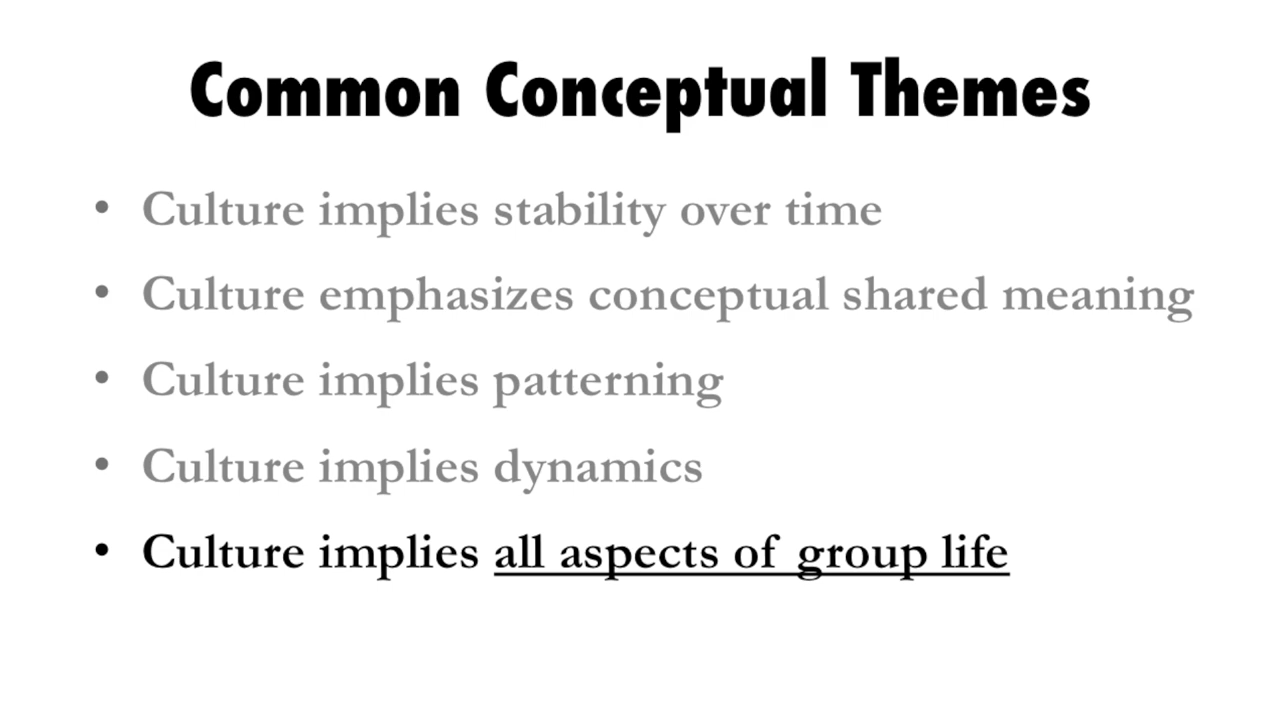 Common Conceptual Themes
• Culture implies stability over time
• Culture emphasizes conceptual shared meaning
• Culture implies patterning
• Culture implies dynamics
• Culture implies all aspects of group life